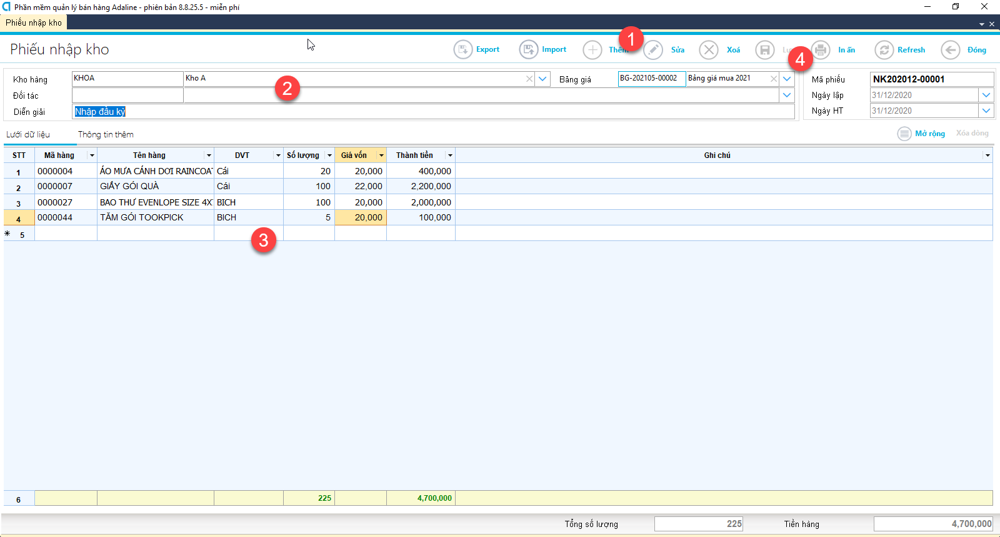 Phần mềm quản lý bán hàng Adaline - phiên bản 8.8.25.5 - miễn phí
Phiếu nhập kho
Phiếu nhập kho
Export Import Thêm 1 Sửa Xoá 4 In ấn Refresh Đóng
Kho hàng KHOA Kho A Bảng giá BG-202105-00002 Bảng giá mua 2021 Mã phiếu NK202012-00001
2
Đối tác Ngày lập 31/12/2020
Diễn giải Nhập đầu kỳ Ngày HT 31/12/2020
Lưới dữ liệu Thông tin thêm Mở rộng Xóa dòng
STT Mã hàng Tên hàng DVT Số lượng Giá vốn Thành tiền Ghi chú
1 0000004 ÁO MƯA CÁNH DƠI RAINCOAT Cái 20 20,000 400,000
2 0000007 GIẤY GÓI QUÀ Cái 100 22,000 2,200,000
3 0000027 BAO THƯ EVENLOPE SIZE 4X BICH 100 20,000 2,000,000
4 0000044 TĂM GÓI TOOKPICK BICH 5 20,000 100,000
* 5
3
6 225 4,700,000
Tổng số lượng 225 Tiền hàng 4,700,000